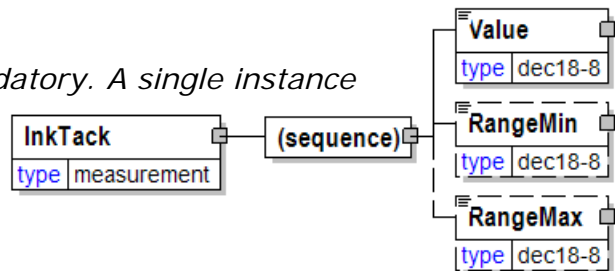 Value
type dec18-8
datory. A single instance
RangeMin
InkTack
(sequence)
type dec18-8
type measurement
RangeMax
type dec18-8